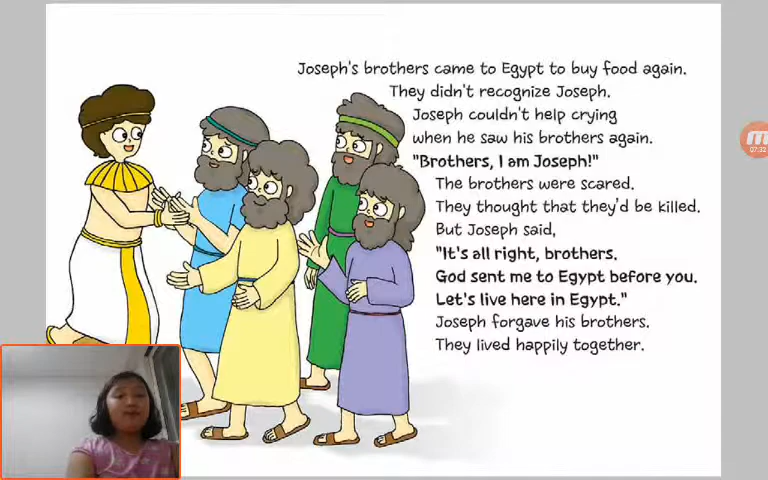 Joseph's brothers came to Egypt to buy food again.
They didn't recognize Joseph.
Joseph couldn't help crying
when he saw his brothers again.
"Brothers, I am Joseph!"
The brothers were scared.
They thought that they'd be killed.
But Joseph said,
"It's all right, brothers.
God sent me to Egypt before you.
Let's live here in Egypt."
Joseph forgave his brothers.
They lived happily together.
07:32